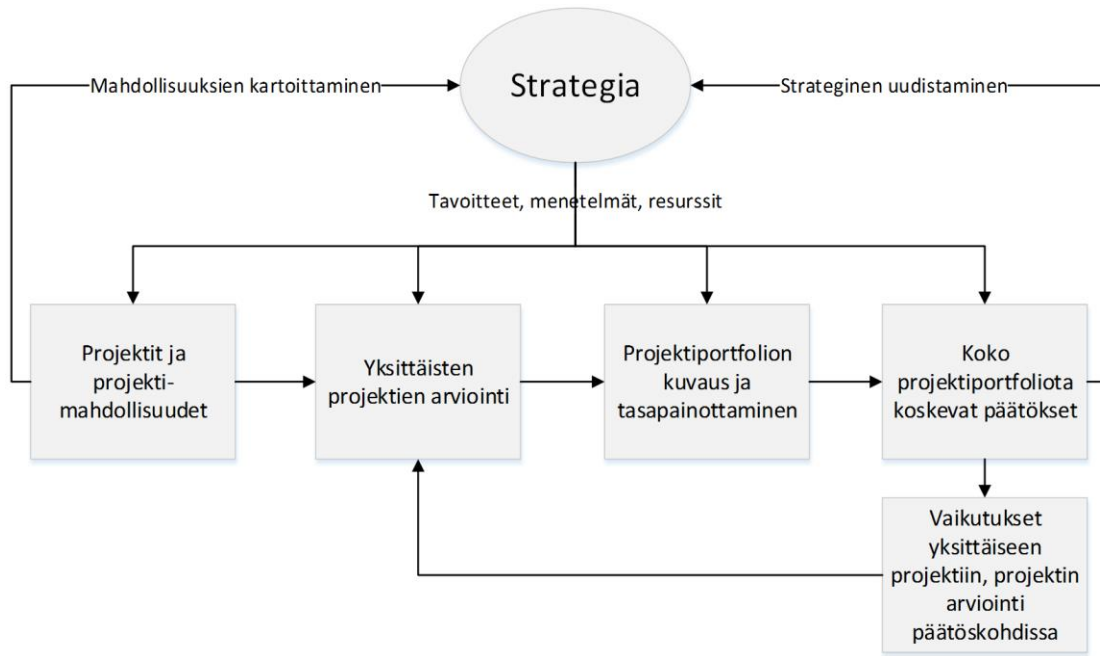 Strategia
Mahdollisuuksien kartoittaminen
Strateginen uudistaminen
Tavoitteet, menetelmät, resurssit
Projektit ja
projekti-
mahdollisuudet
Yksittäisten
projektien arviointi
Projektiportfolion
kuvaus ja
tasapainottaminen
Koko
projektiportfoliota
koskevat päätökset
Vaikutukset
yksittäiseen
projektiin, projektin
arviointi
päätöskohdissa